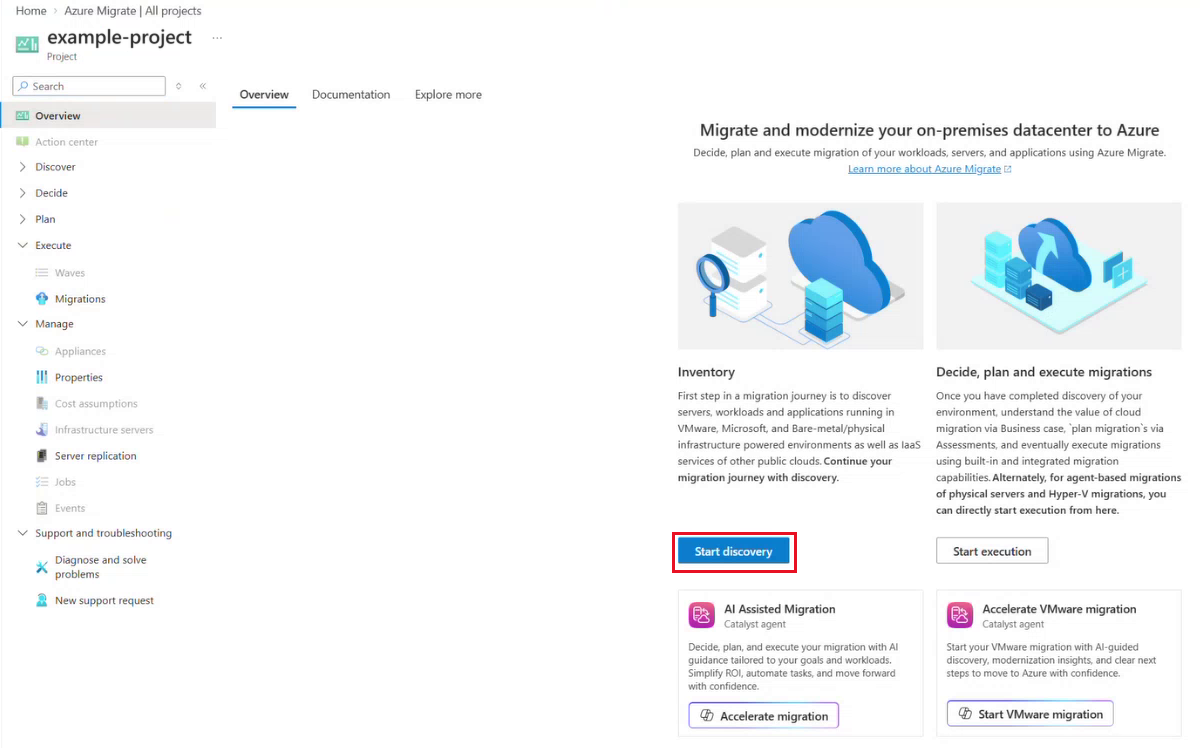 Home > Azure Migrate | All projects
example-project ...
Project
Search
Overview
Action center
Discover
Decide
Plan
Execute
Waves
Migrations
Manage
Appliances
Properties
Cost assumptions
Infrastructure servers
Server replication
Jobs
Events
Support and troubleshooting
Diagnose and solve
problems
New support request
Overview Documentation Explore more
Migrate and modernize your on-premises datacenter to Azure
Decide, plan and execute migration of your workloads, servers, and applications using Azure Migrate.
Learn more about Azure Migrate
Inventory
First step in a migration journey is to discover
servers, workloads and applications running in
VMware, Microsoft, and Bare-metal/physical
infrastructure powered environments as well as IaaS
services of other public clouds. Continue your
migration journey with discovery.
Start discovery
Decide, plan and execute migrations
Once you have completed discovery of your
environment, understand the value of cloud
migration via Business case, `plan migration`s via
Assessments, and eventually execute migrations
using built-in and integrated migration
capabilities. Alternately, for agent-based migrations
of physical servers and Hyper-V migrations, you
can directly start execution from here.
Start execution
AI Assisted Migration
Catalyst agent
Decide, plan, and execute your migration with AI
guidance tailored to your goals and workloads.
Simplify ROI, automate tasks, and move forward
with confidence.
Accelerate migration
Accelerate VMware migration
Catalyst agent
Start your VMware migration with AI-guided
discovery, modernization insights, and clear next
steps to move to Azure with confidence.
Start VMware migration